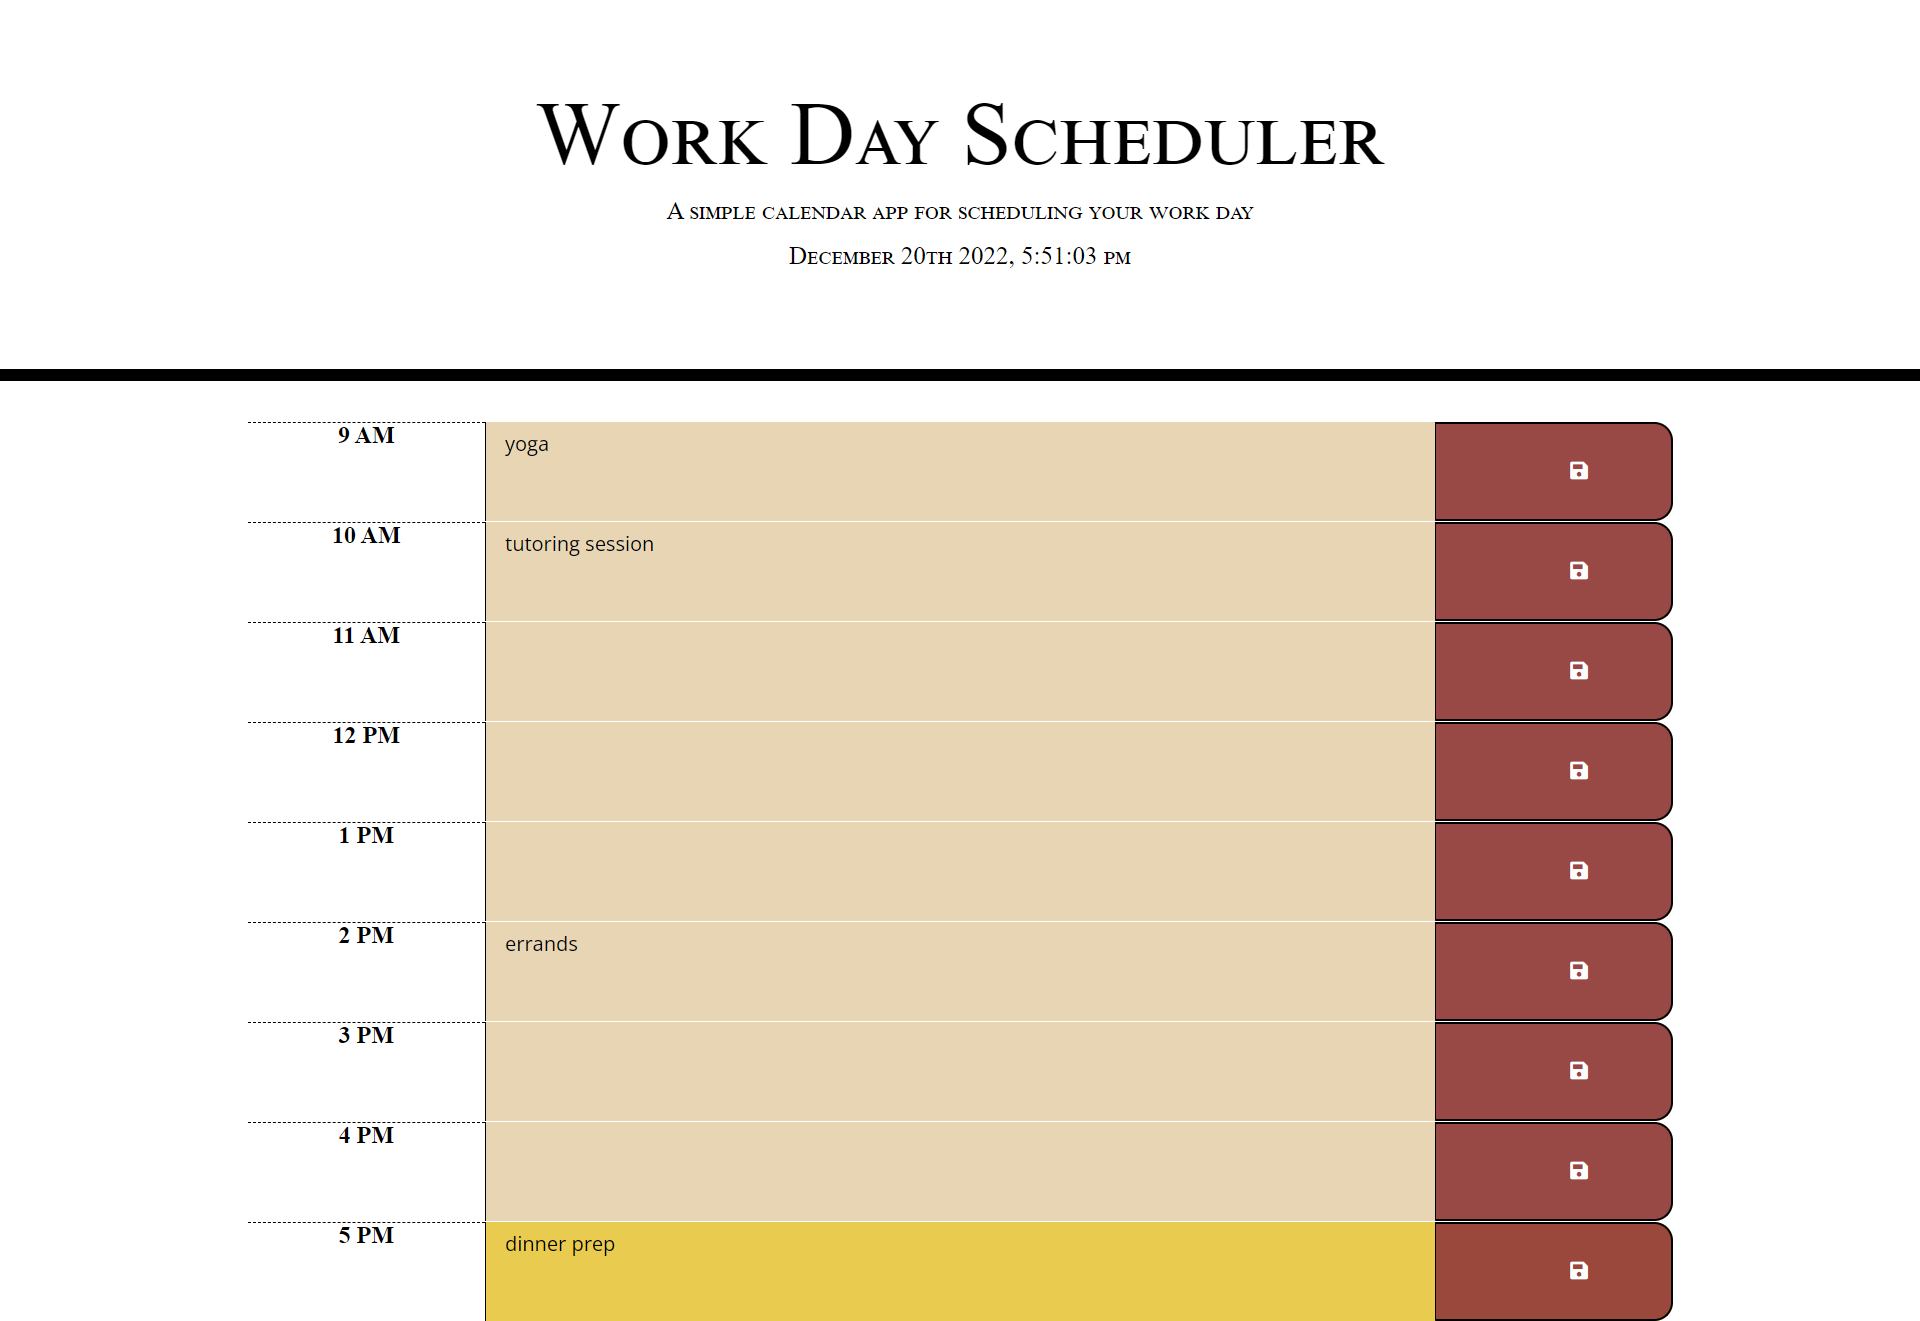 Work Day Scheduler
A simple calendar app for scheduling your work day
December 20th 2022, 5:51:03 pm
9 AM yoga
10 AM tutoring session
11 AM
12 PM
1 PM
2 PM errands
3 PM
4 PM
5 PM dinner prep